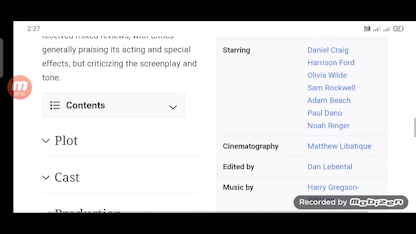 2:27
received mixed reviews, with critics
generally praising its acting and special
effects, but criticizing the screenplay and
tone.
Contents
Plot
Cast
Production
Starring
Daniel Craig
Harrison Ford
Olivia Wilde
Sam Rockwell
Adam Beach
Paul Dano
Noah Ringer
Cinematography
Matthew Libatique
Edited by
Dan Lebental
Music by
Harry Gregson-
Recorded by
mobizen